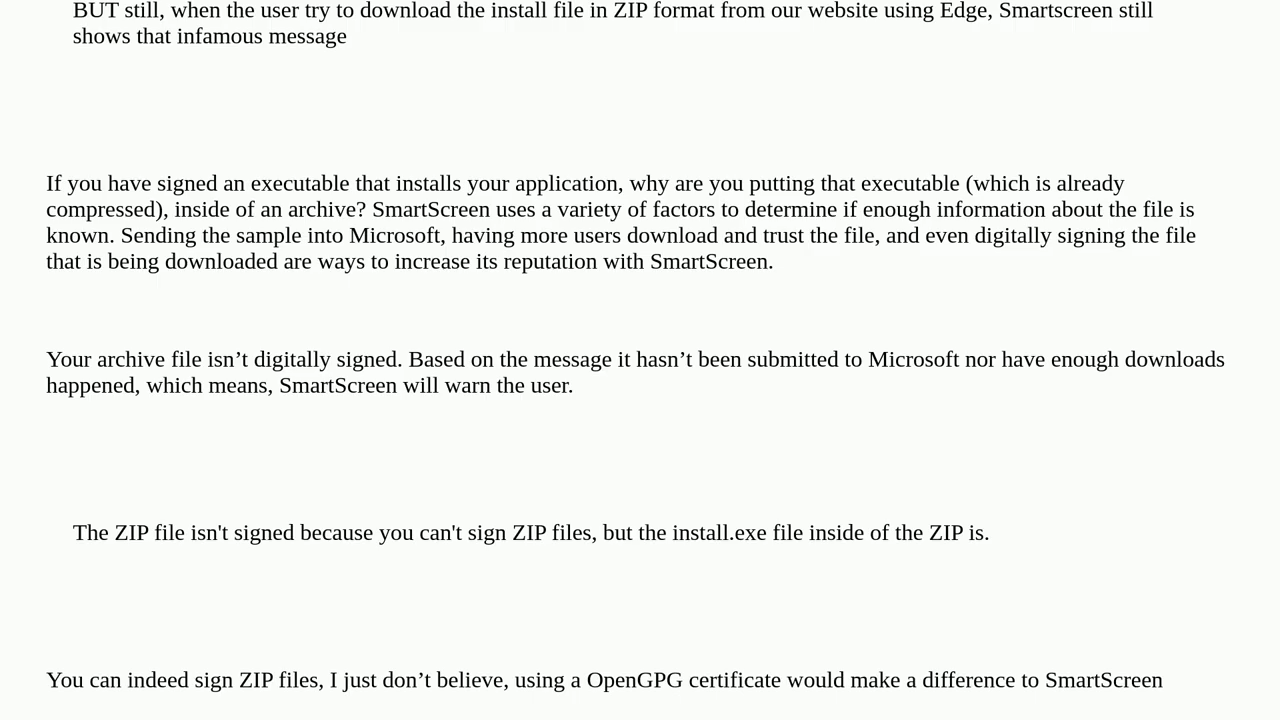 BUT still, when the user try to download the install file in ZIP format from our website using Edge, Smartscreen still
shows that infamous message
If you have signed an executable that installs your application, why are you putting that executable (which is already
compressed), inside of an archive? SmartScreen uses a variety of factors to determine if enough information about the file is
known. Sending the sample into Microsoft, having more users download and trust the file, and even digitally signing the file
that is being downloaded are ways to increase its reputation with SmartScreen.
Your archive file isn’t digitally signed. Based on the message it hasn’t been submitted to Microsoft nor have enough downloads
happened, which means, SmartScreen will warn the user.
The ZIP file isn't signed because you can't sign ZIP files, but the install.exe file inside of the ZIP is.
You can indeed sign ZIP files, I just don’t believe, using a OpenGPG certificate would make a difference to SmartScreen